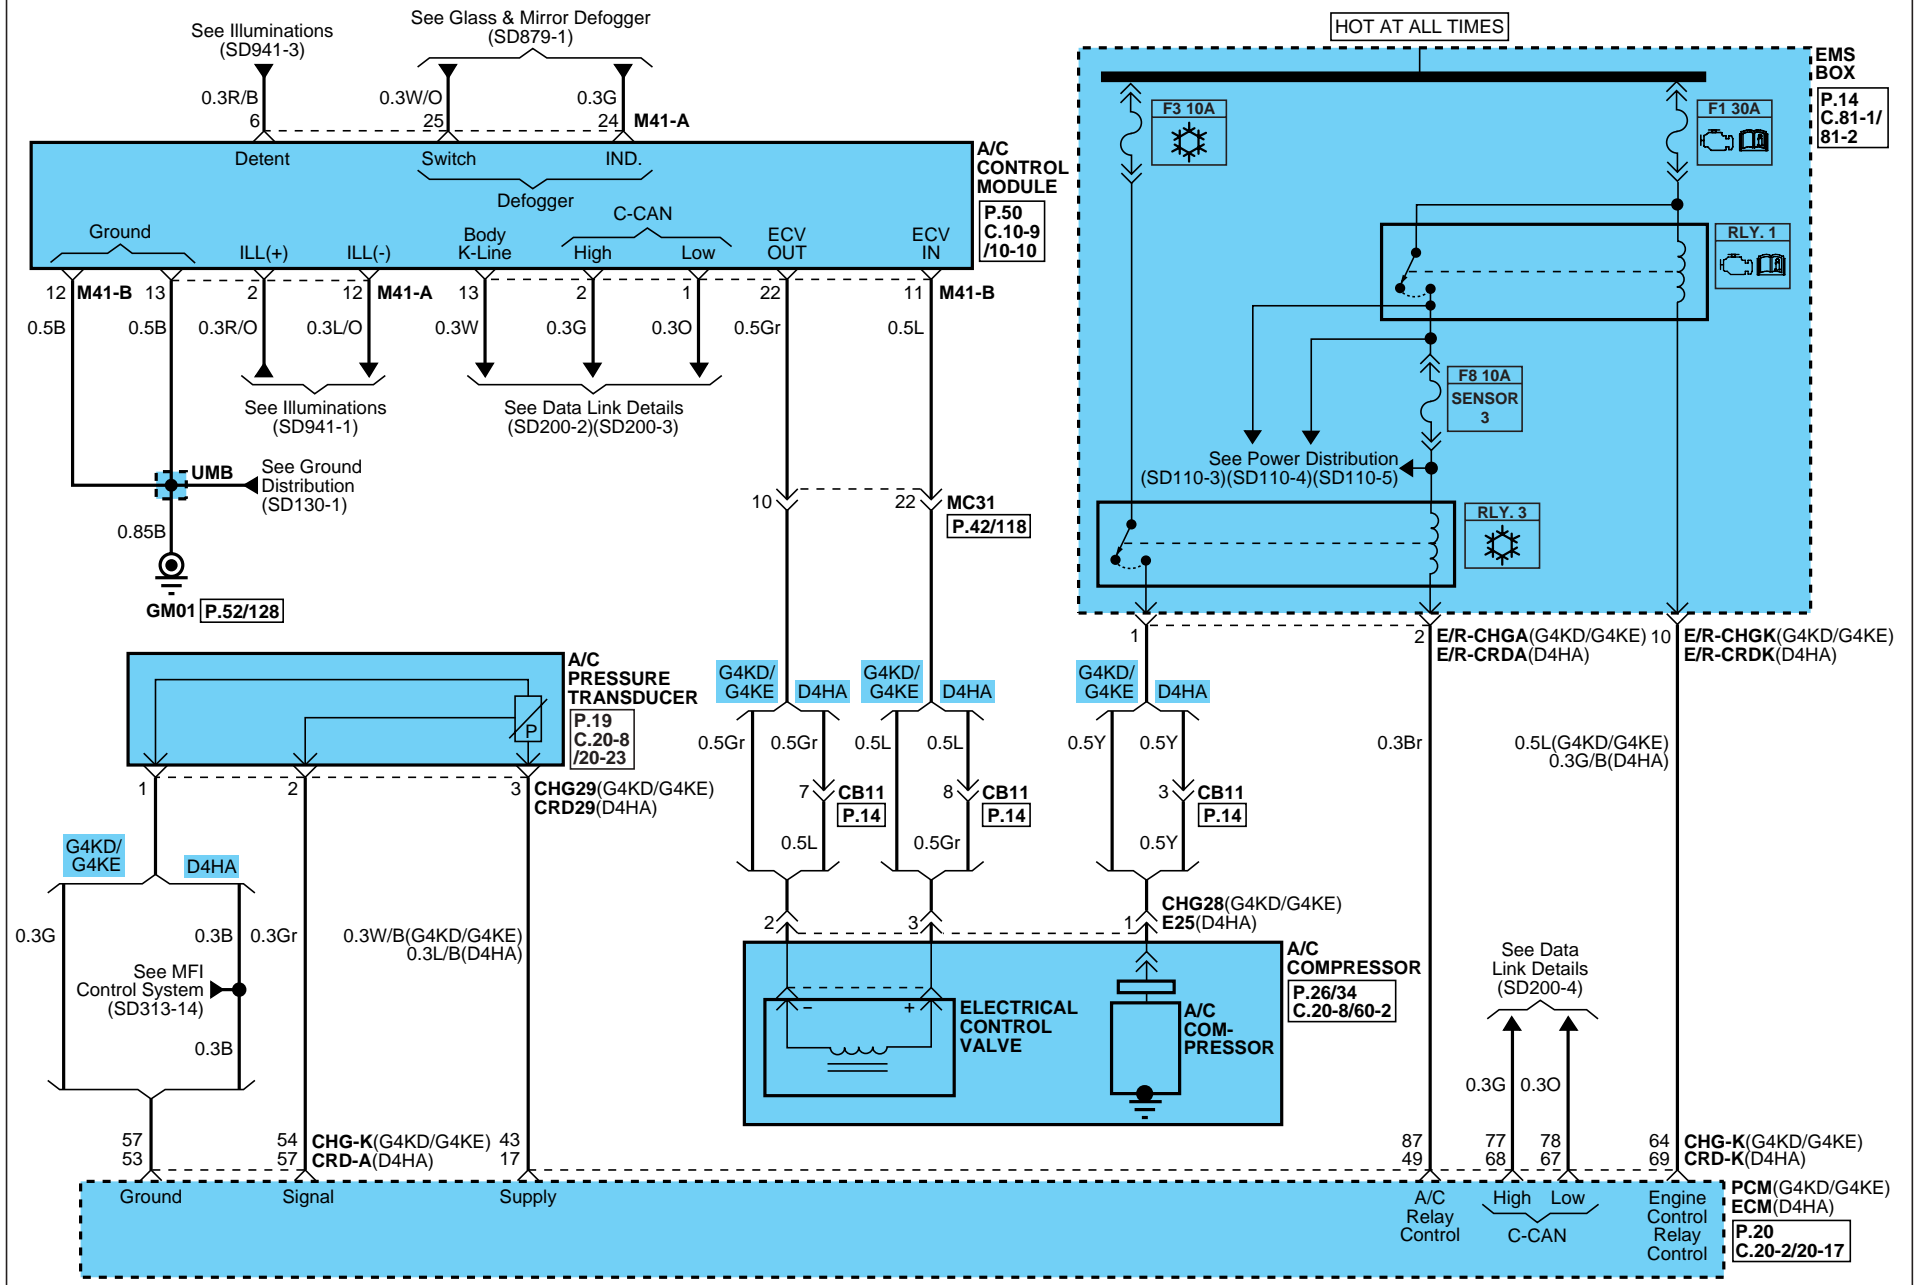 See Illuminations
(SD941-3)
See Glass & Mirror Defogger
(SD879-1)
0.3R/B
0.3W/O
0.3G
6
25
24
M41-A
Detent
Switch
IND.
Defogger
A/C
CONTROL
MODULE
P.50
C.10-9
/10-10
Ground
ILL(+)
ILL(-)
Body
K-Line
C-CAN
High
Low
ECV
OUT
ECV
IN
12
M41-B
13
2
12
M41-A
13
2
1
22
11
M41-B
0.5B
0.5B
0.3R/O
0.3L/O
0.3W
0.3G
0.3O
0.5Gr
0.5L
See Illuminations
(SD941-1)
See Data Link Details
(SD200-2)(SD200-3)
UMB
See Ground
Distribution
(SD130-1)
0.85B
GM01
P.52/128
10
22
MC31
P.42/118
HOT AT ALL TIMES
EMS
BOX
P.14
C.81-1/
81-2
F3 10A
F1 30A
RLY. 1
F8 10A
SENSOR
3
See Power Distribution
(SD110-3)(SD110-4)(SD110-5)
RLY. 3
1
2
E/R-CHGA(G4KD/G4KE)
E/R-CRDA(D4HA)
10
E/R-CHGK(G4KD/G4KE)
E/R-CRDK(D4HA)
A/C
PRESSURE
TRANSDUCER
P.19
C.20-8
/20-23
P
1
2
3
CHG29(G4KD/G4KE)
CRD29(D4HA)
G4KD/
G4KE
D4HA
G4KD/
G4KE
D4HA
G4KD/
G4KE
D4HA
0.5Gr
0.5Gr
0.5L
0.5L
0.5Y
0.5Y
0.3Br
0.5L(G4KD/G4KE)
0.3G/B(D4HA)
7
CB11
P.14
8
CB11
P.14
3
CB11
P.14
0.5L
0.5Gr
0.5Y
G4KD/
G4KE
D4HA
0.3G
0.3B
0.3Gr
0.3W/B(G4KD/G4KE)
0.3L/B(D4HA)
See MFI
Control System
(SD313-14)
0.3B
2
3
1
CHG28(G4KD/G4KE)
E25(D4HA)
A/C
COMPRESSOR
P.26/34
C.20-8/60-2
−
+
ELECTRICAL
CONTROL
VALVE
A/C
COM-
PRESSOR
See Data
Link Details
(SD200-4)
0.3G
0.3O
57
53
54
57
CHG-K(G4KD/G4KE)
CRD-A(D4HA)
43
17
87
49
77
68
78
67
64
69
CHG-K(G4KD/G4KE)
CRD-K(D4HA)
Ground
Signal
Supply
A/C
Relay
Control
High
Low
C-CAN
Engine
Control
Relay
Control
PCM(G4KD/G4KE)
ECM(D4HA)
P.20
C.20-2/20-17